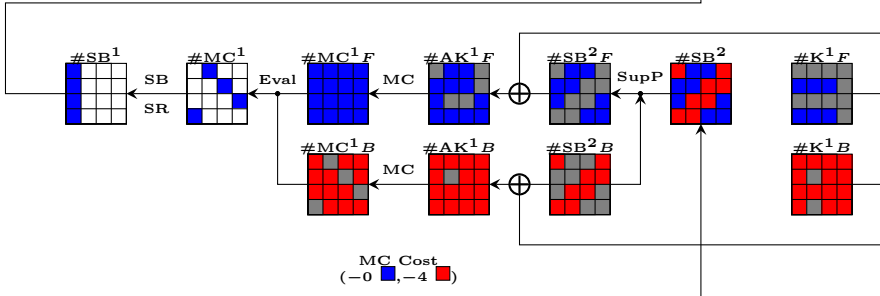 #SB¹ #MC¹ #MC¹F #AK¹F #SB²F #SB² #K¹F
SB Eval MC SupP
SR
#MC¹B #AK¹B #SB²B #K¹B
MC
MC Cost
(−0 ,−4 )